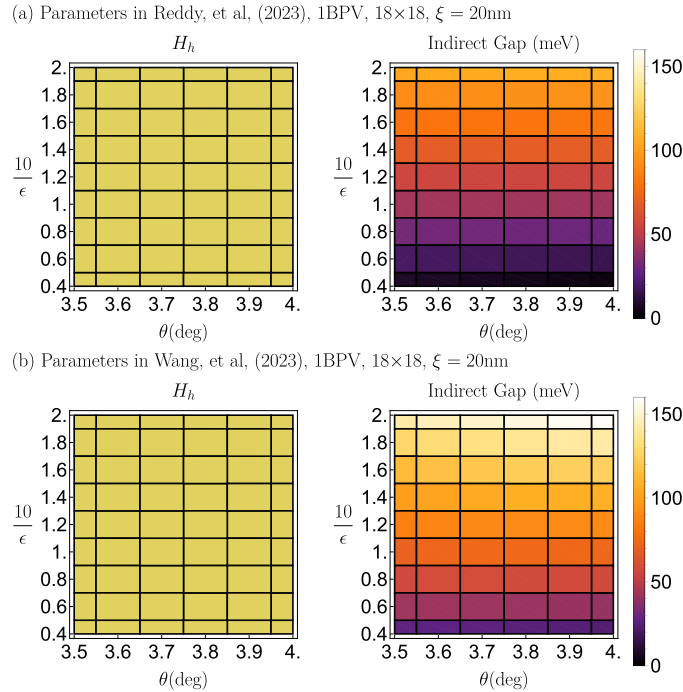 (a) Parameters in Reddy, et al, (2023), 1BPV, 18×18, ξ = 20nm
H_h
Indirect Gap (meV)
2.
1.8
1.6
1.4
1.2
1.
0.8
0.6
0.4
10/ϵ
3.5 3.6 3.7 3.8 3.9 4.
θ(deg)
2.
1.8
1.6
1.4
1.2
1.
0.8
0.6
0.4
10/ϵ
3.5 3.6 3.7 3.8 3.9 4.
θ(deg)
150
100
50
0
(b) Parameters in Wang, et al, (2023), 1BPV, 18×18, ξ = 20nm
H_h
Indirect Gap (meV)
2.
1.8
1.6
1.4
1.2
1.
0.8
0.6
0.4
10/ϵ
3.5 3.6 3.7 3.8 3.9 4.
θ(deg)
2.
1.8
1.6
1.4
1.2
1.
0.8
0.6
0.4
10/ϵ
3.5 3.6 3.7 3.8 3.9 4.
θ(deg)
150
100
50
0